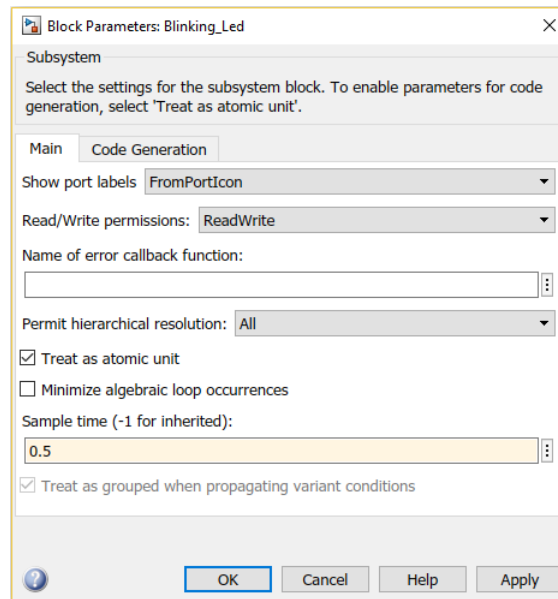 Block Parameters: Blinking_Led
Subsystem
Select the settings for the subsystem block. To enable parameters for code
generation, select 'Treat as atomic unit'.
Main Code Generation
Show port labels FromPortIcon
Read/Write permissions: ReadWrite
Name of error callback function:
Permit hierarchical resolution: All
Treat as atomic unit
Minimize algebraic loop occurrences
Sample time (-1 for inherited):
0.5
Treat as grouped when propagating variant conditions
OK Cancel Help Apply